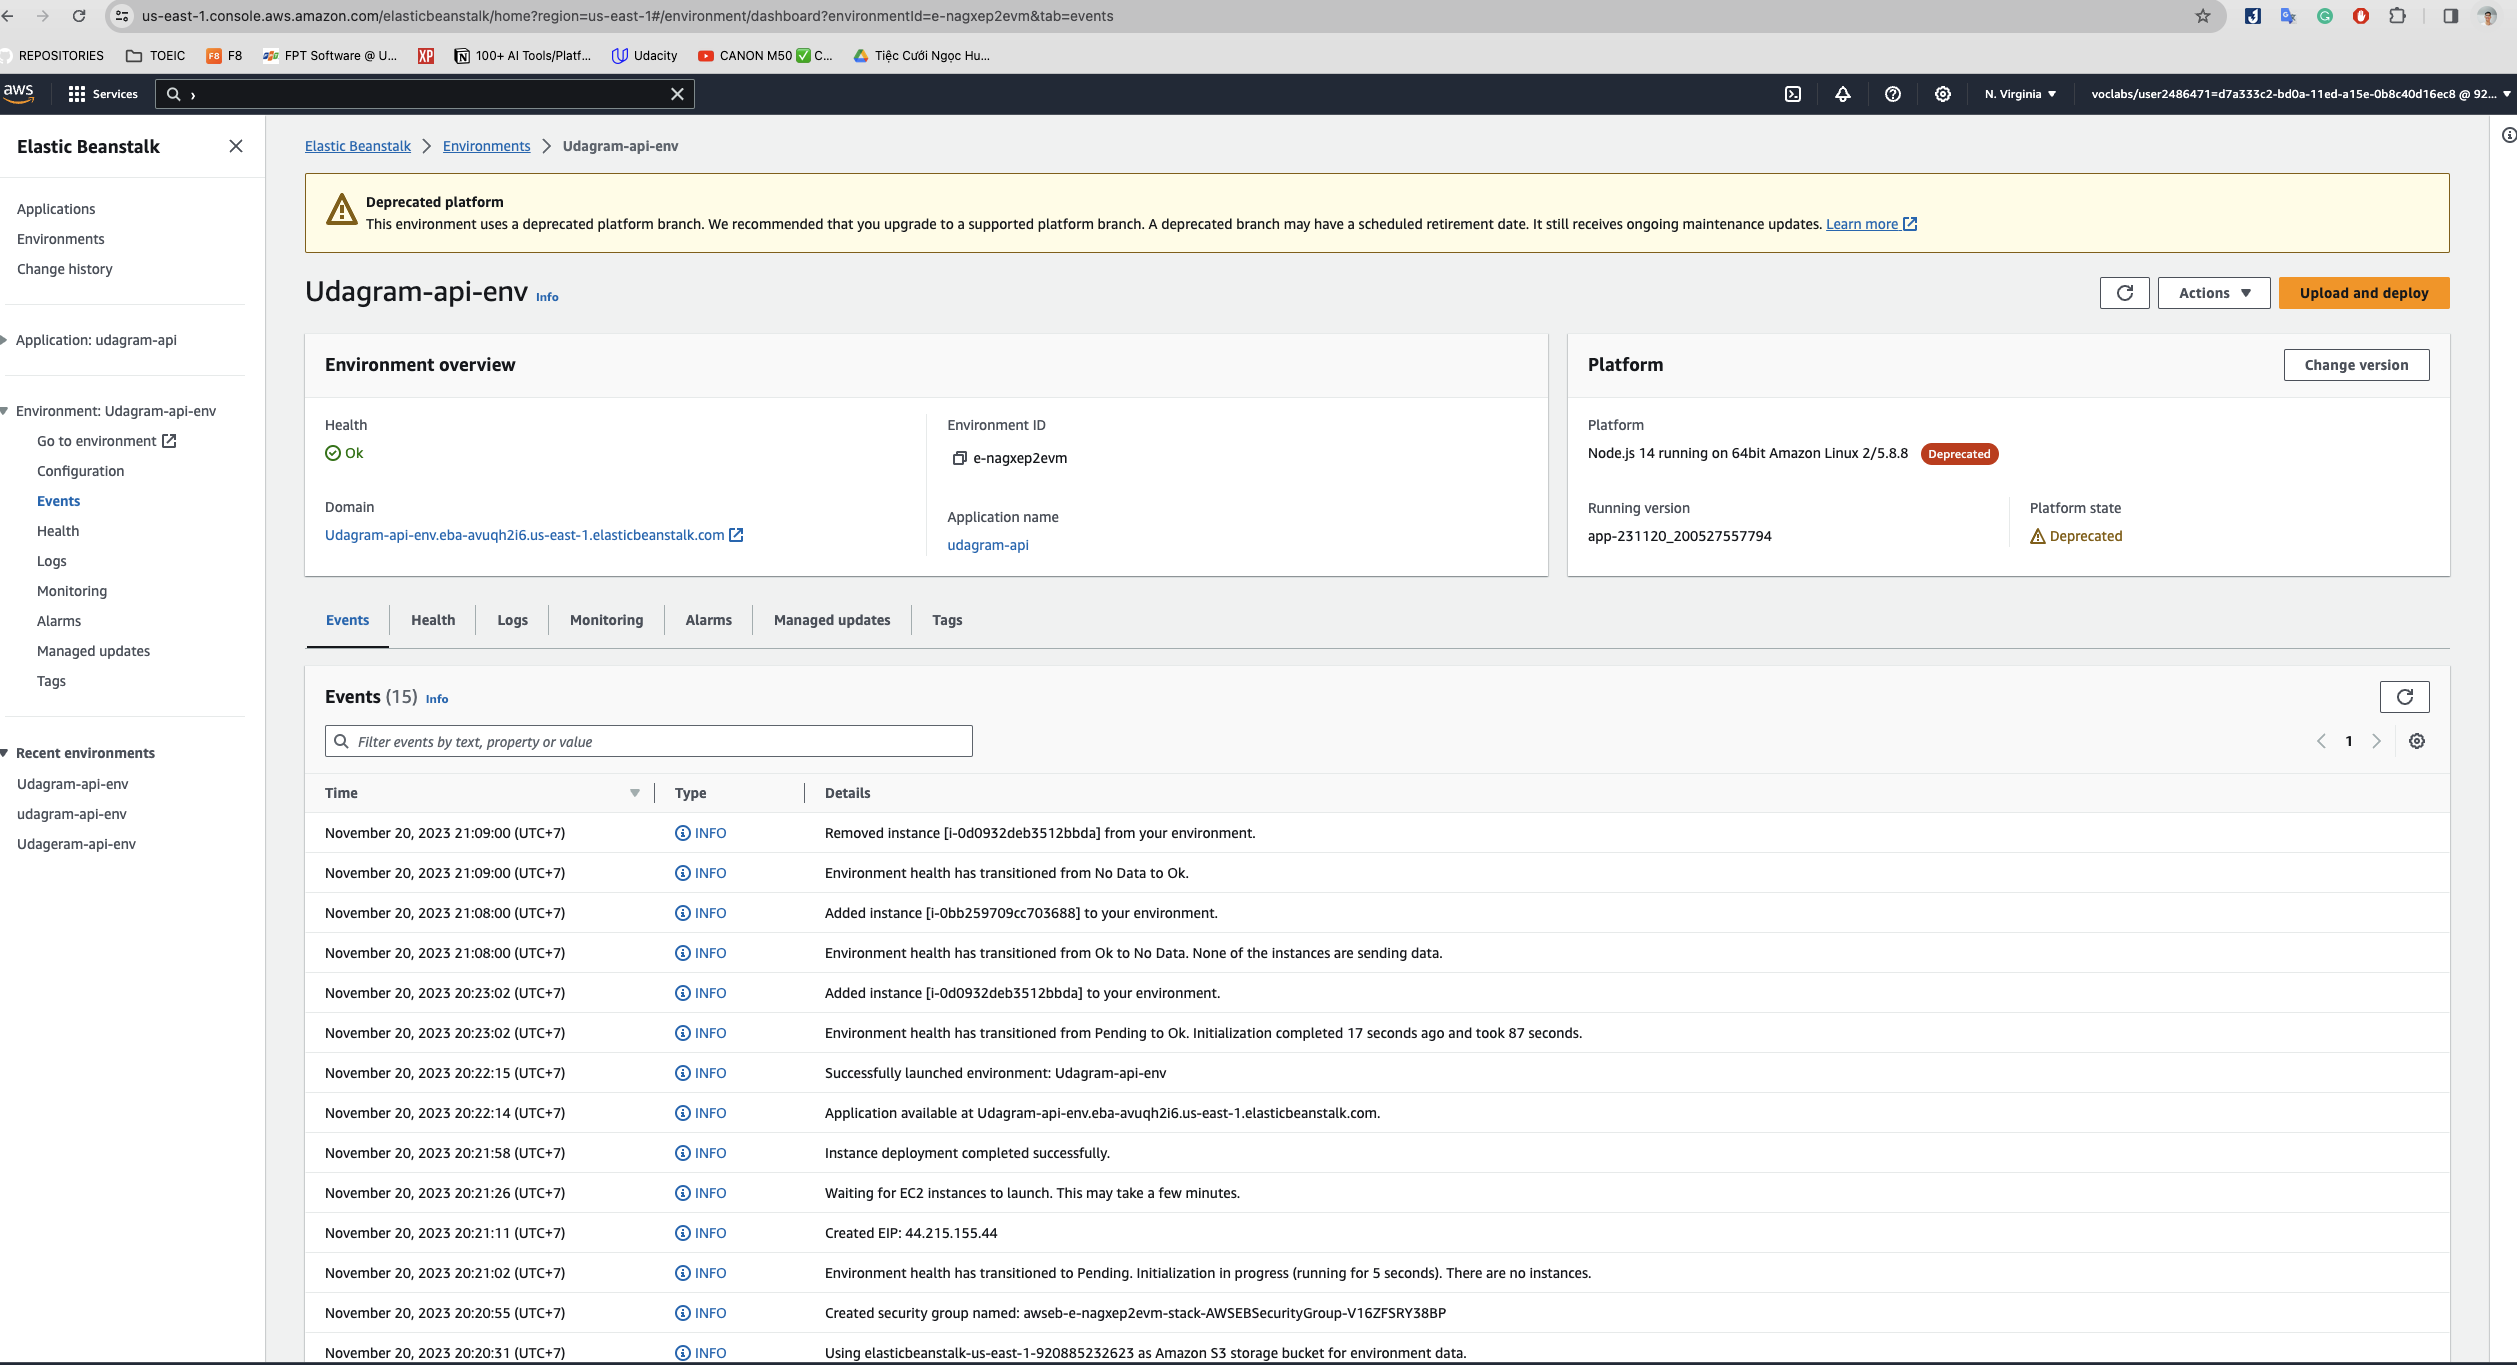 us-east-1.console.aws.amazon.com/elasticbeanstalk/home?region=us-east-1#/environment/dashboard?environmentId=e-nagxep2evm&tab=events
REPOSITORIES TOEIC F8 F8 FPT Software @ U... XP 100+ AI Tools/Platf... Udacity CANON M50 ✅ C... Tiệc Cưới Ngọc Hu...
aws Services › N. Virginia ▼ voclabs/user2486471=d7a333c2-bd0a-11ed-a15e-0b8c40d16ec8 @ 92... ▼
Elastic Beanstalk
Applications
Environments
Change history
Application: udagram-api
Environment: Udagram-api-env
Go to environment
Configuration
Events
Health
Logs
Monitoring
Alarms
Managed updates
Tags
Recent environments
Udagram-api-env
udagram-api-env
Udageram-api-env
Elastic Beanstalk > Environments > Udagram-api-env
Deprecated platform
This environment uses a deprecated platform branch. We recommended that you upgrade to a supported platform branch. A deprecated branch may have a scheduled retirement date. It still receives ongoing maintenance updates. Learn more
Udagram-api-env Info
Actions ▼ Upload and deploy
Environment overview
Health
Ok
Domain
Udagram-api-env.eba-avuqh2i6.us-east-1.elasticbeanstalk.com
Environment ID
e-nagxep2evm
Application name
udagram-api
Platform Change version
Platform
Node.js 14 running on 64bit Amazon Linux 2/5.8.8 Deprecated
Running version
app-231120_200527557794
Platform state
Deprecated
Events Health Logs Monitoring Alarms Managed updates Tags
Events (15) Info
Filter events by text, property or value
1
Time Type Details
November 20, 2023 21:09:00 (UTC+7) INFO Removed instance [i-0d0932deb3512bbda] from your environment.
November 20, 2023 21:09:00 (UTC+7) INFO Environment health has transitioned from No Data to Ok.
November 20, 2023 21:08:00 (UTC+7) INFO Added instance [i-0bb259709cc703688] to your environment.
November 20, 2023 21:08:00 (UTC+7) INFO Environment health has transitioned from Ok to No Data. None of the instances are sending data.
November 20, 2023 20:23:02 (UTC+7) INFO Added instance [i-0d0932deb3512bbda] to your environment.
November 20, 2023 20:23:02 (UTC+7) INFO Environment health has transitioned from Pending to Ok. Initialization completed 17 seconds ago and took 87 seconds.
November 20, 2023 20:22:15 (UTC+7) INFO Successfully launched environment: Udagram-api-env
November 20, 2023 20:22:14 (UTC+7) INFO Application available at Udagram-api-env.eba-avuqh2i6.us-east-1.elasticbeanstalk.com.
November 20, 2023 20:21:58 (UTC+7) INFO Instance deployment completed successfully.
November 20, 2023 20:21:26 (UTC+7) INFO Waiting for EC2 instances to launch. This may take a few minutes.
November 20, 2023 20:21:11 (UTC+7) INFO Created EIP: 44.215.155.44
November 20, 2023 20:21:02 (UTC+7) INFO Environment health has transitioned to Pending. Initialization in progress (running for 5 seconds). There are no instances.
November 20, 2023 20:20:55 (UTC+7) INFO Created security group named: awseb-e-nagxep2evm-stack-AWSEBSecurityGroup-V16ZFSRY38BP
November 20, 2023 20:20:31 (UTC+7) INFO Using elasticbeanstalk-us-east-1-920885232623 as Amazon S3 storage bucket for environment data.